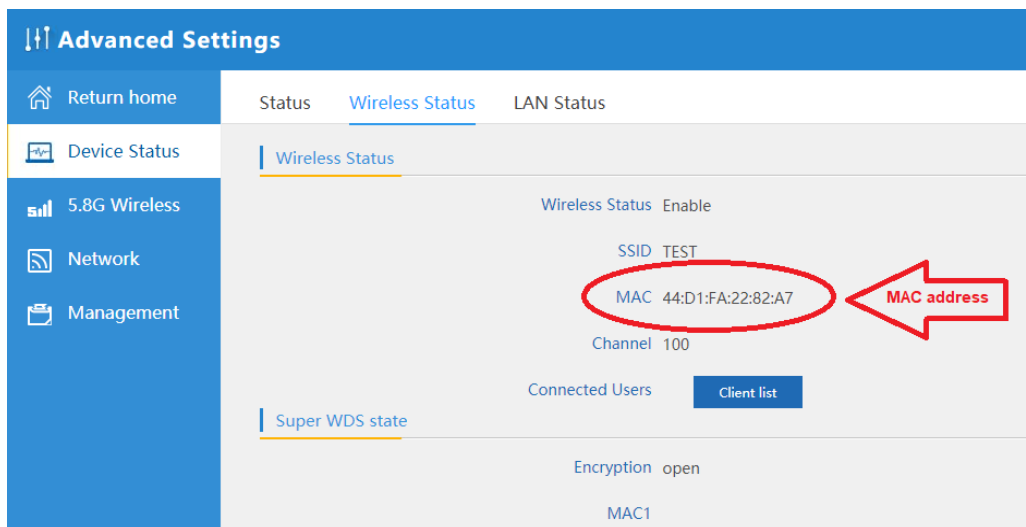 Advanced Settings
Return home
Device Status
5.8G Wireless
Network
Management
Status Wireless Status LAN Status
Wireless Status
Wireless Status Enable
SSID TEST
MAC 44:D1:FA:22:82:A7
MAC address
Channel 100
Connected Users Client list
Super WDS state
Encryption open
MAC1